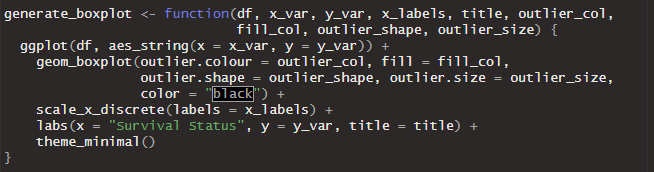 generate_boxplot <- function(df, x_var, y_var, x_labels, title, outlier_col,
fill_col, outlier_shape, outlier_size) {
ggplot(df, aes_string(x = x_var, y = y_var)) +
geom_boxplot(outlier.colour = outlier_col, fill = fill_col,
outlier.shape = outlier_shape, outlier.size = outlier_size,
color = "black") +
scale_x_discrete(labels = x_labels) +
labs(x = "Survival Status", y = y_var, title = title) +
theme_minimal()
}